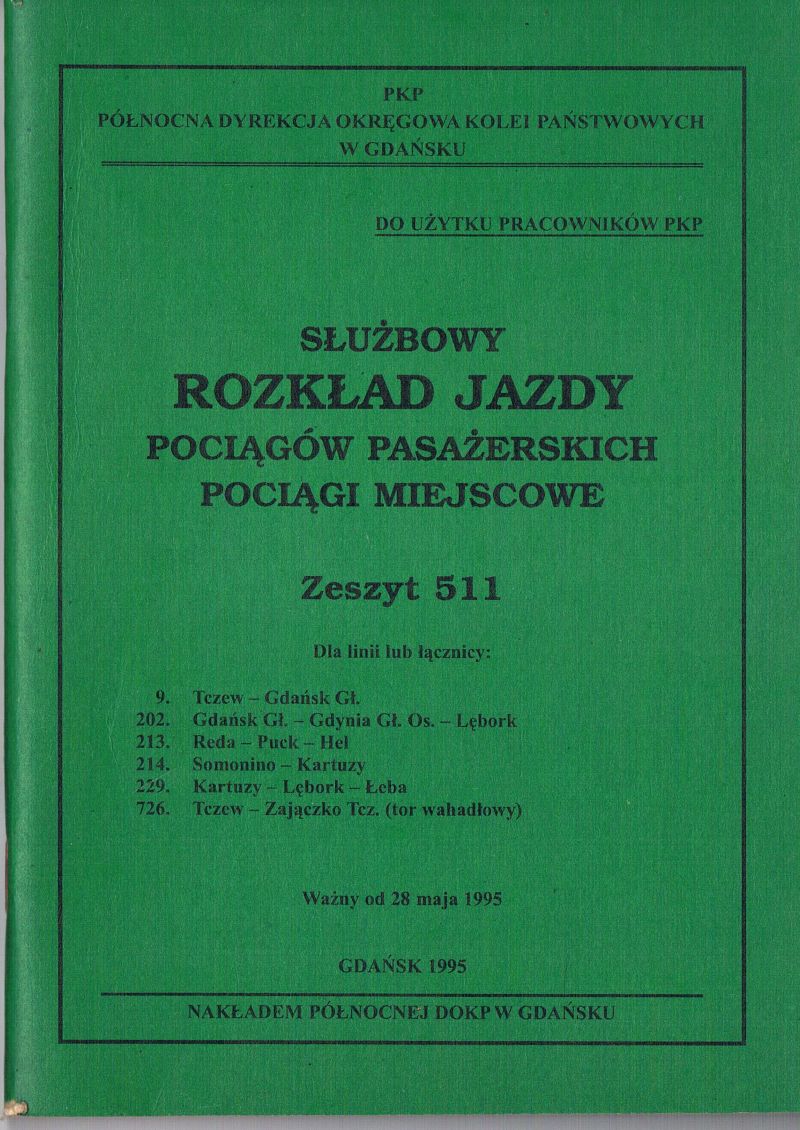 PKP
PÓŁNOCNA DYREKCJA OKRĘGOWA KOLEI PAŃSTWOWYCH
W GDAŃSKU
DO UŻYTKU PRACOWNIKÓW PKP
SŁUŻBOWY
ROZKŁAD JAZDY
POCIĄGÓW PASAŻERSKICH
POCIĄGI MIEJSCOWE
Zeszyt 511
Dla linii lub łącznicy:
9. Tczew – Gdańsk Gł.
202. Gdańsk Gł. – Gdynia Gł. Os. – Lębork
213. Reda – Puck – Hel
214. Somonino – Kartuzy
229. Kartuzy – Lębork – Łeba
726. Tczew – Zajączko Tcz. (tor wahadłowy)
Ważny od 28 maja 1995
GDAŃSK 1995
NAKŁADEM PÓŁNOCNEJ DOKP W GDAŃSKU